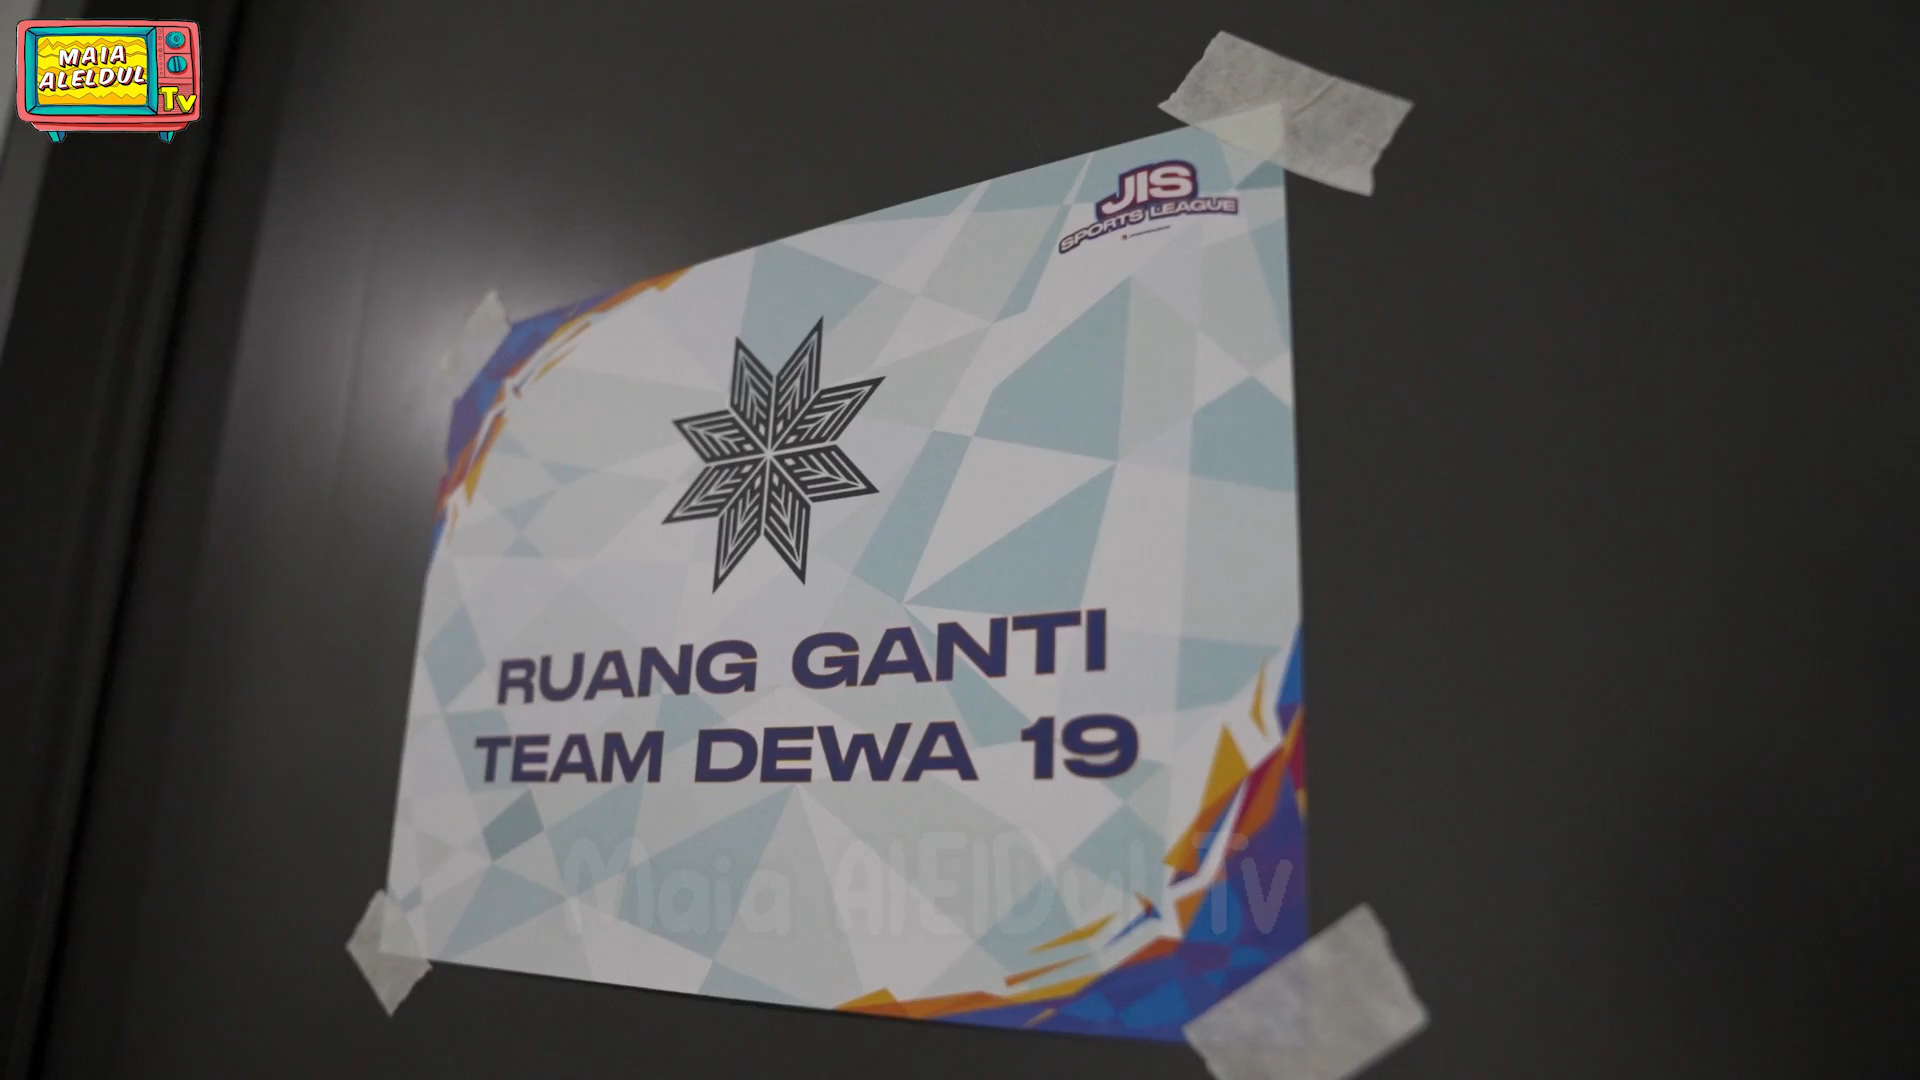 MAIA
ALELDUL
Tv
JIS
SPORTS LEAGUE
RUANG GANTI
TEAM DEWA 19
Maia AlElDul Tv